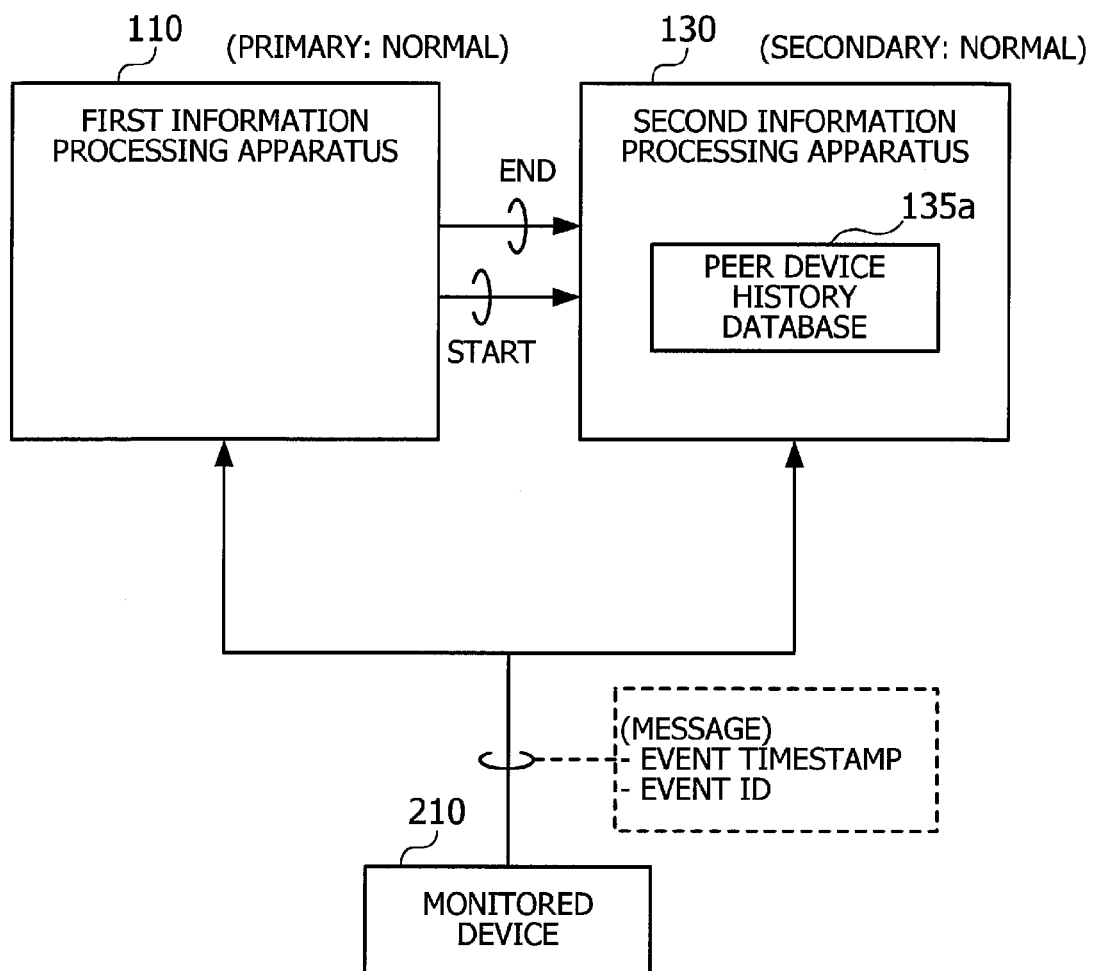 110
(PRIMARY: NORMAL)
130
(SECONDARY: NORMAL)
FIRST INFORMATION
PROCESSING APPARATUS
SECOND INFORMATION
PROCESSING APPARATUS
END
START
135a
PEER DEVICE
HISTORY
DATABASE
(MESSAGE)
- EVENT TIMESTAMP
- EVENT ID
210
MONITORED
DEVICE